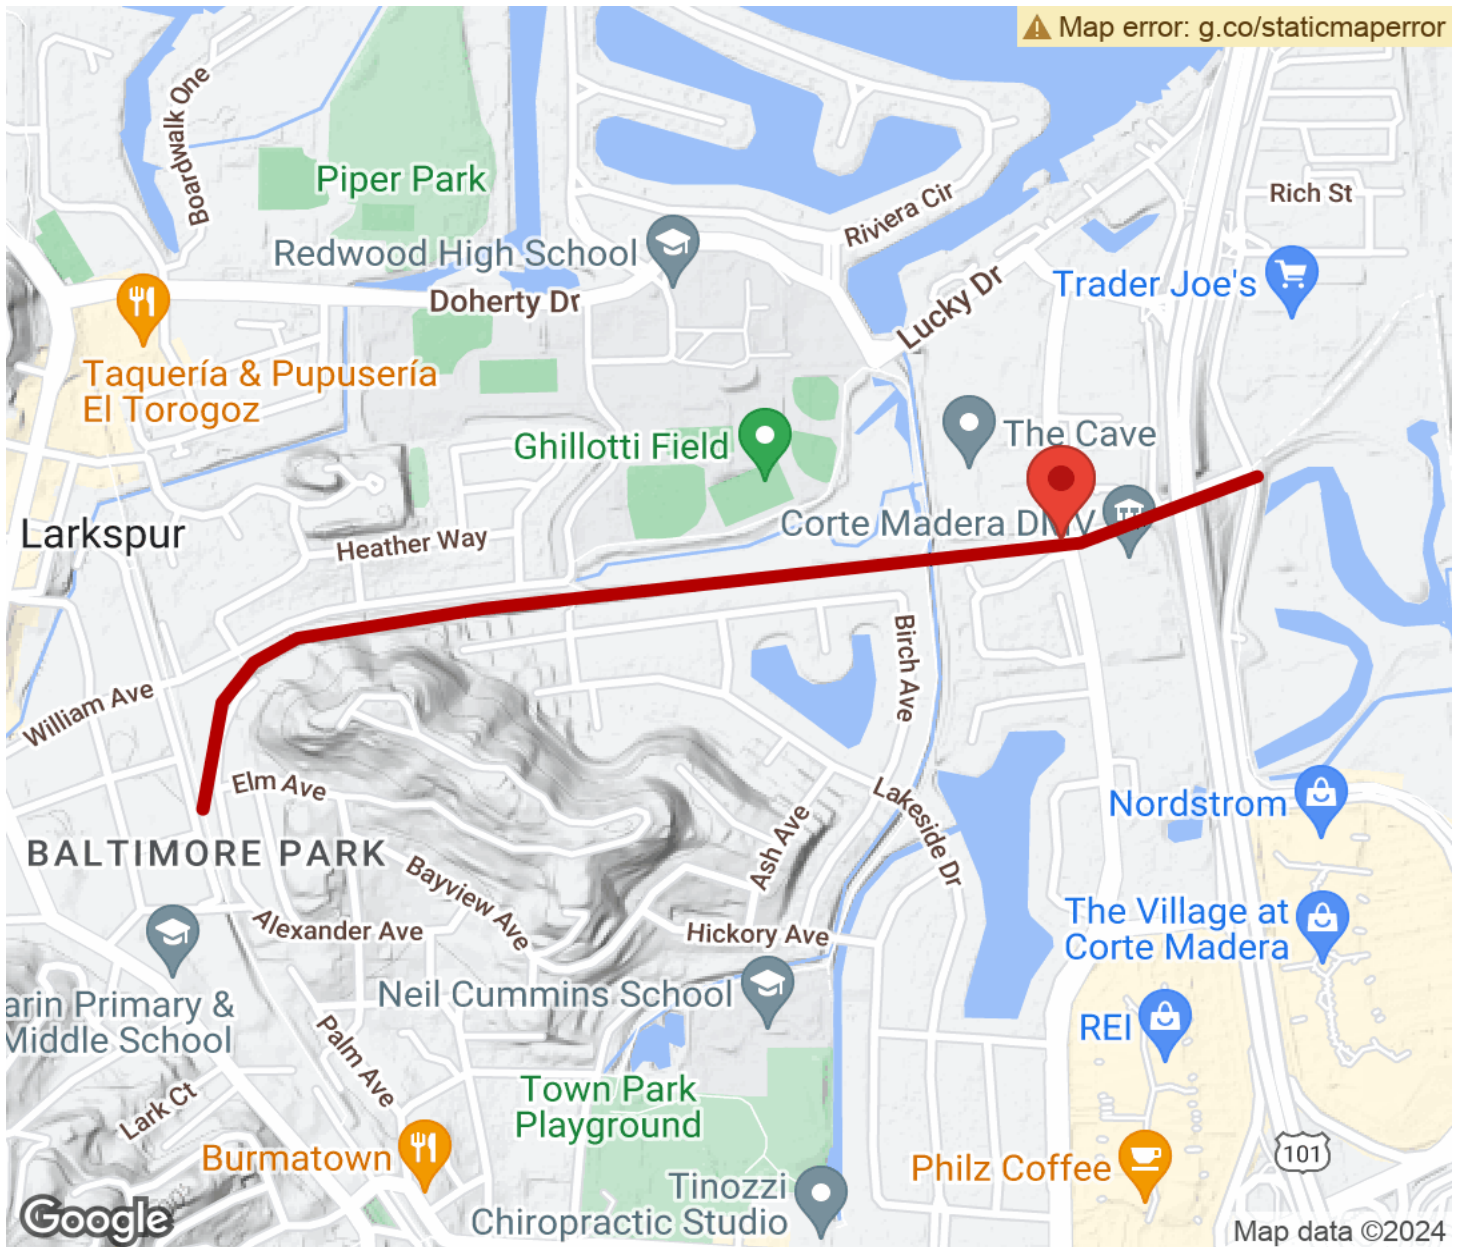 Map error: g.co/staticmaperror
Boardwalk One
Piper Park
Rich St
Riviera Cir
Redwood High School
Trader Joe's
Doherty Dr
Lucky Dr
Taquería & Pupusería
El Torogoz
The Cave
Ghillotti Field
Larkspur
Corte Madera DMV
Heather Way
Birch Ave
William Ave
Elm Ave
Lakeside Dr
Nordstrom
BALTIMORE PARK
Ash Ave
Bayview Ave
Alexander Ave
Hickory Ave
The Village at
Corte Madera
Neil Cummins School
arin Primary &
Middle School
REI
Palm Ave
Town Park
Playground
Lark Ct
Burmatown
101
Philz Coffee
Tinozzi
Chiropractic Studio
Google
Map data ©2024